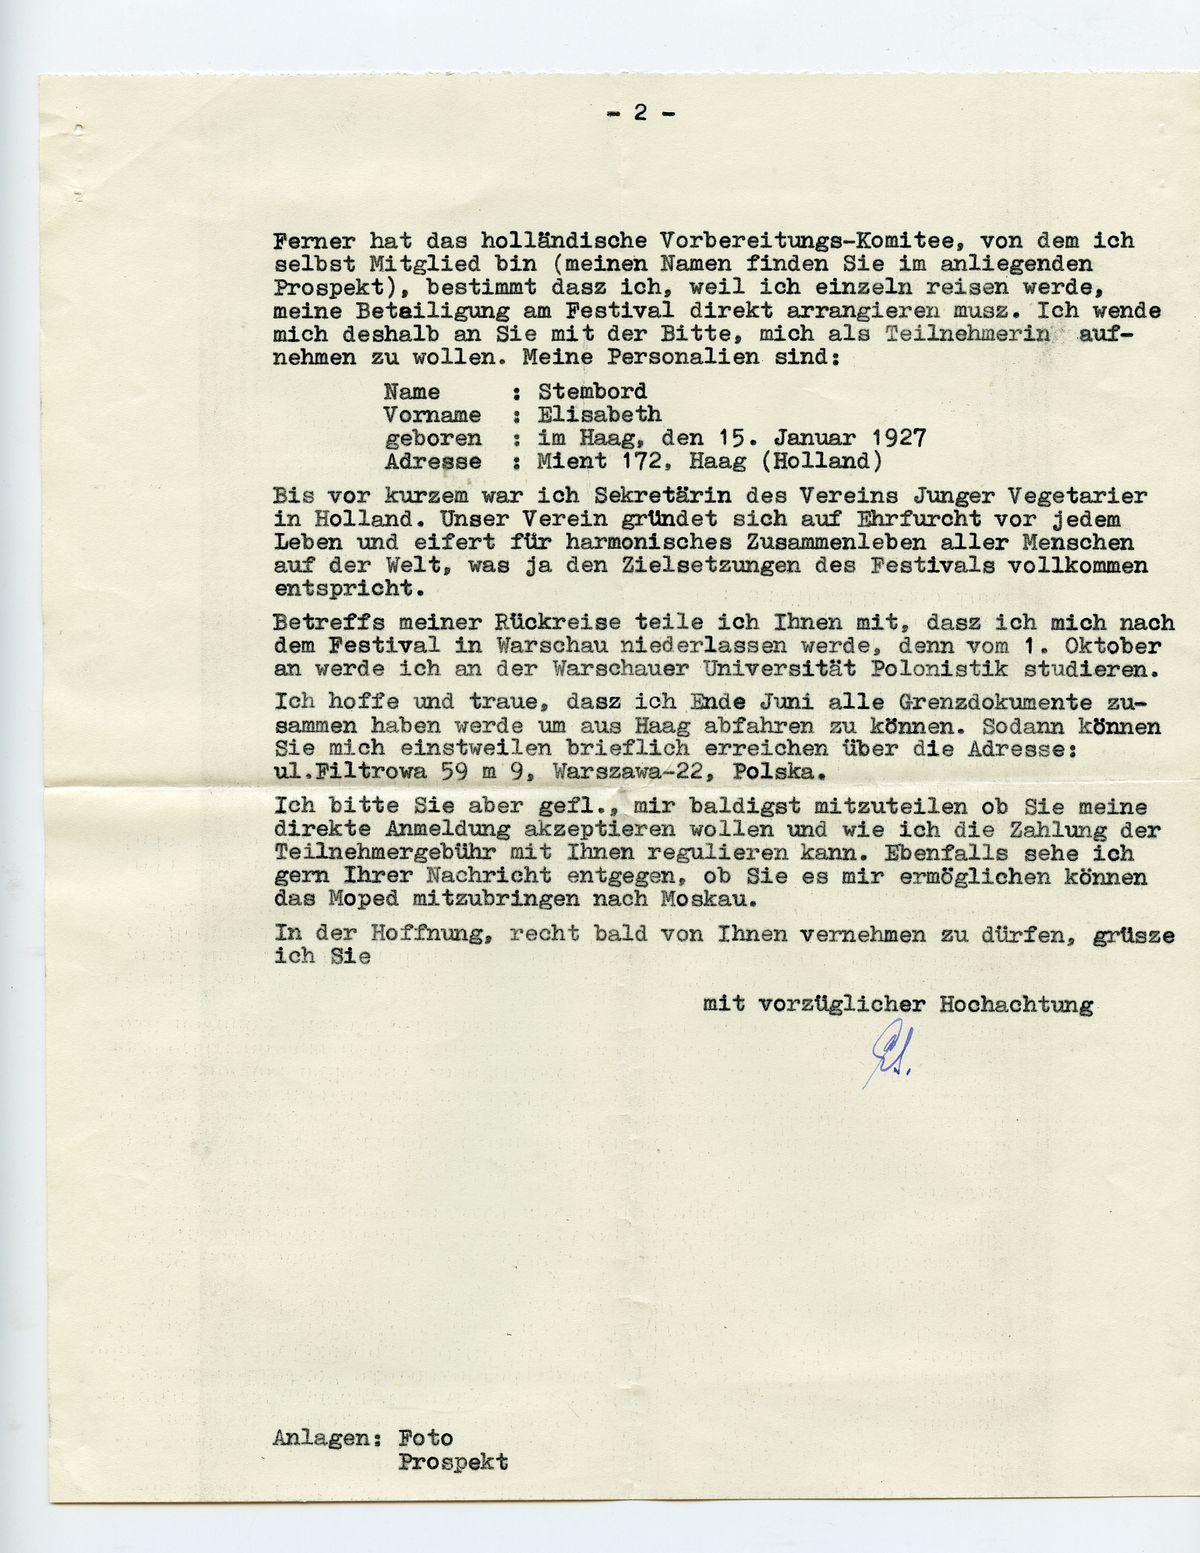 - 2 -
Ferner hat das holländische Vorbereitungs-Komitee, von dem ich
selbst Mitglied bin (meinen Namen finden Sie im anliegenden
Prospekt), bestimmt dasz ich, weil ich einzeln reisen werde,
meine Beteiligung am Festival direkt arrangieren musz. Ich wende
mich deshalb an Sie mit der Bitte, mich als Teilnehmerin auf-
nehmen zu wollen. Meine Personalien sind:
Name : Stembord
Vorname : Elisabeth
geboren : im Haag, den 15. Januar 1927
Adresse : Mient 172, Haag (Holland)
Bis vor kurzem war ich Sekretärin des Vereins Junger Vegetarier
in Holland. Unser Verein gründet sich auf Ehrfurcht vor jedem
Leben und eifert für harmonisches Zusammenleben aller Menschen
auf der Welt, was ja den Zielsetzungen des Festivals vollkommen
entspricht.
Betreffs meiner Rückreise teile ich Ihnen mit, dasz ich mich nach
dem Festival in Warschau niederlassen werde, denn vom 1. Oktober
an werde ich an der Warschauer Universität Polonistik studieren.
Ich hoffe und traue, dasz ich Ende Juni alle Grenzdokumente zu-
sammen haben werde um aus Haag abfahren zu können. Sodann können
Sie mich einstweilen brieflich erreichen über die Adresse:
ul.Filtrowa 59 m 9, Warszawa-22, Polska.
Ich bitte Sie aber gefl., mir baldigst mitzuteilen ob Sie meine
direkte Anmeldung akzeptieren wollen und wie ich die Zahlung der
Teilnehmergebühr mit Ihnen regulieren kann. Ebenfalls sehe ich
gern Ihrer Nachricht entgegen, ob Sie es mir ermöglichen können
das Moped mitzubringen nach Moskau.
In der Hoffnung, recht bald von Ihnen vernehmen zu dürfen, grüsze
ich Sie
mit vorzüglicher Hochachtung
ES.
Anlagen: Foto
Prospekt